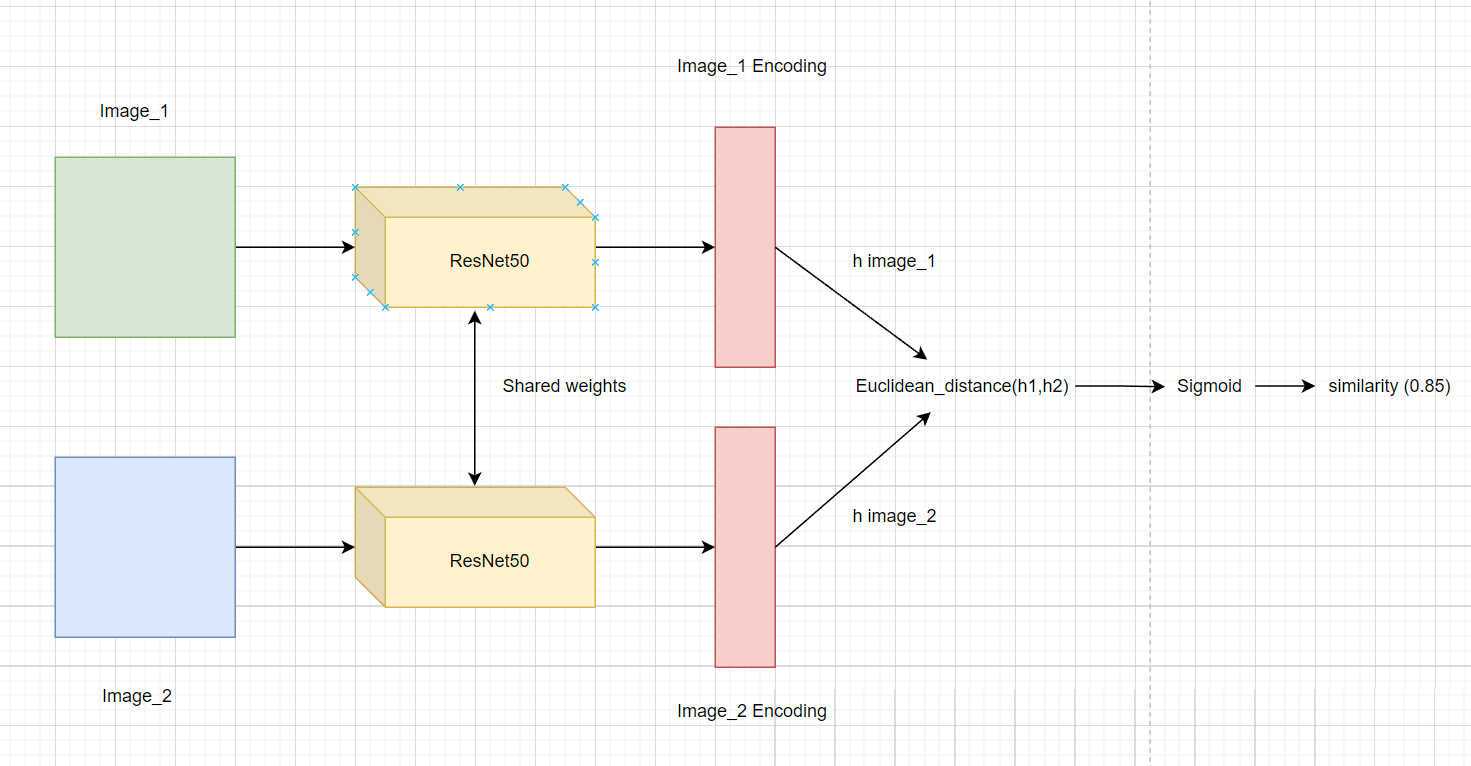 Image_1 Encoding
Image_1
ResNet50
h image_1
Shared weights
Euclidean_distance(h1,h2)
Sigmoid
similarity (0.85)
h image_2
ResNet50
Image_2
Image_2 Encoding